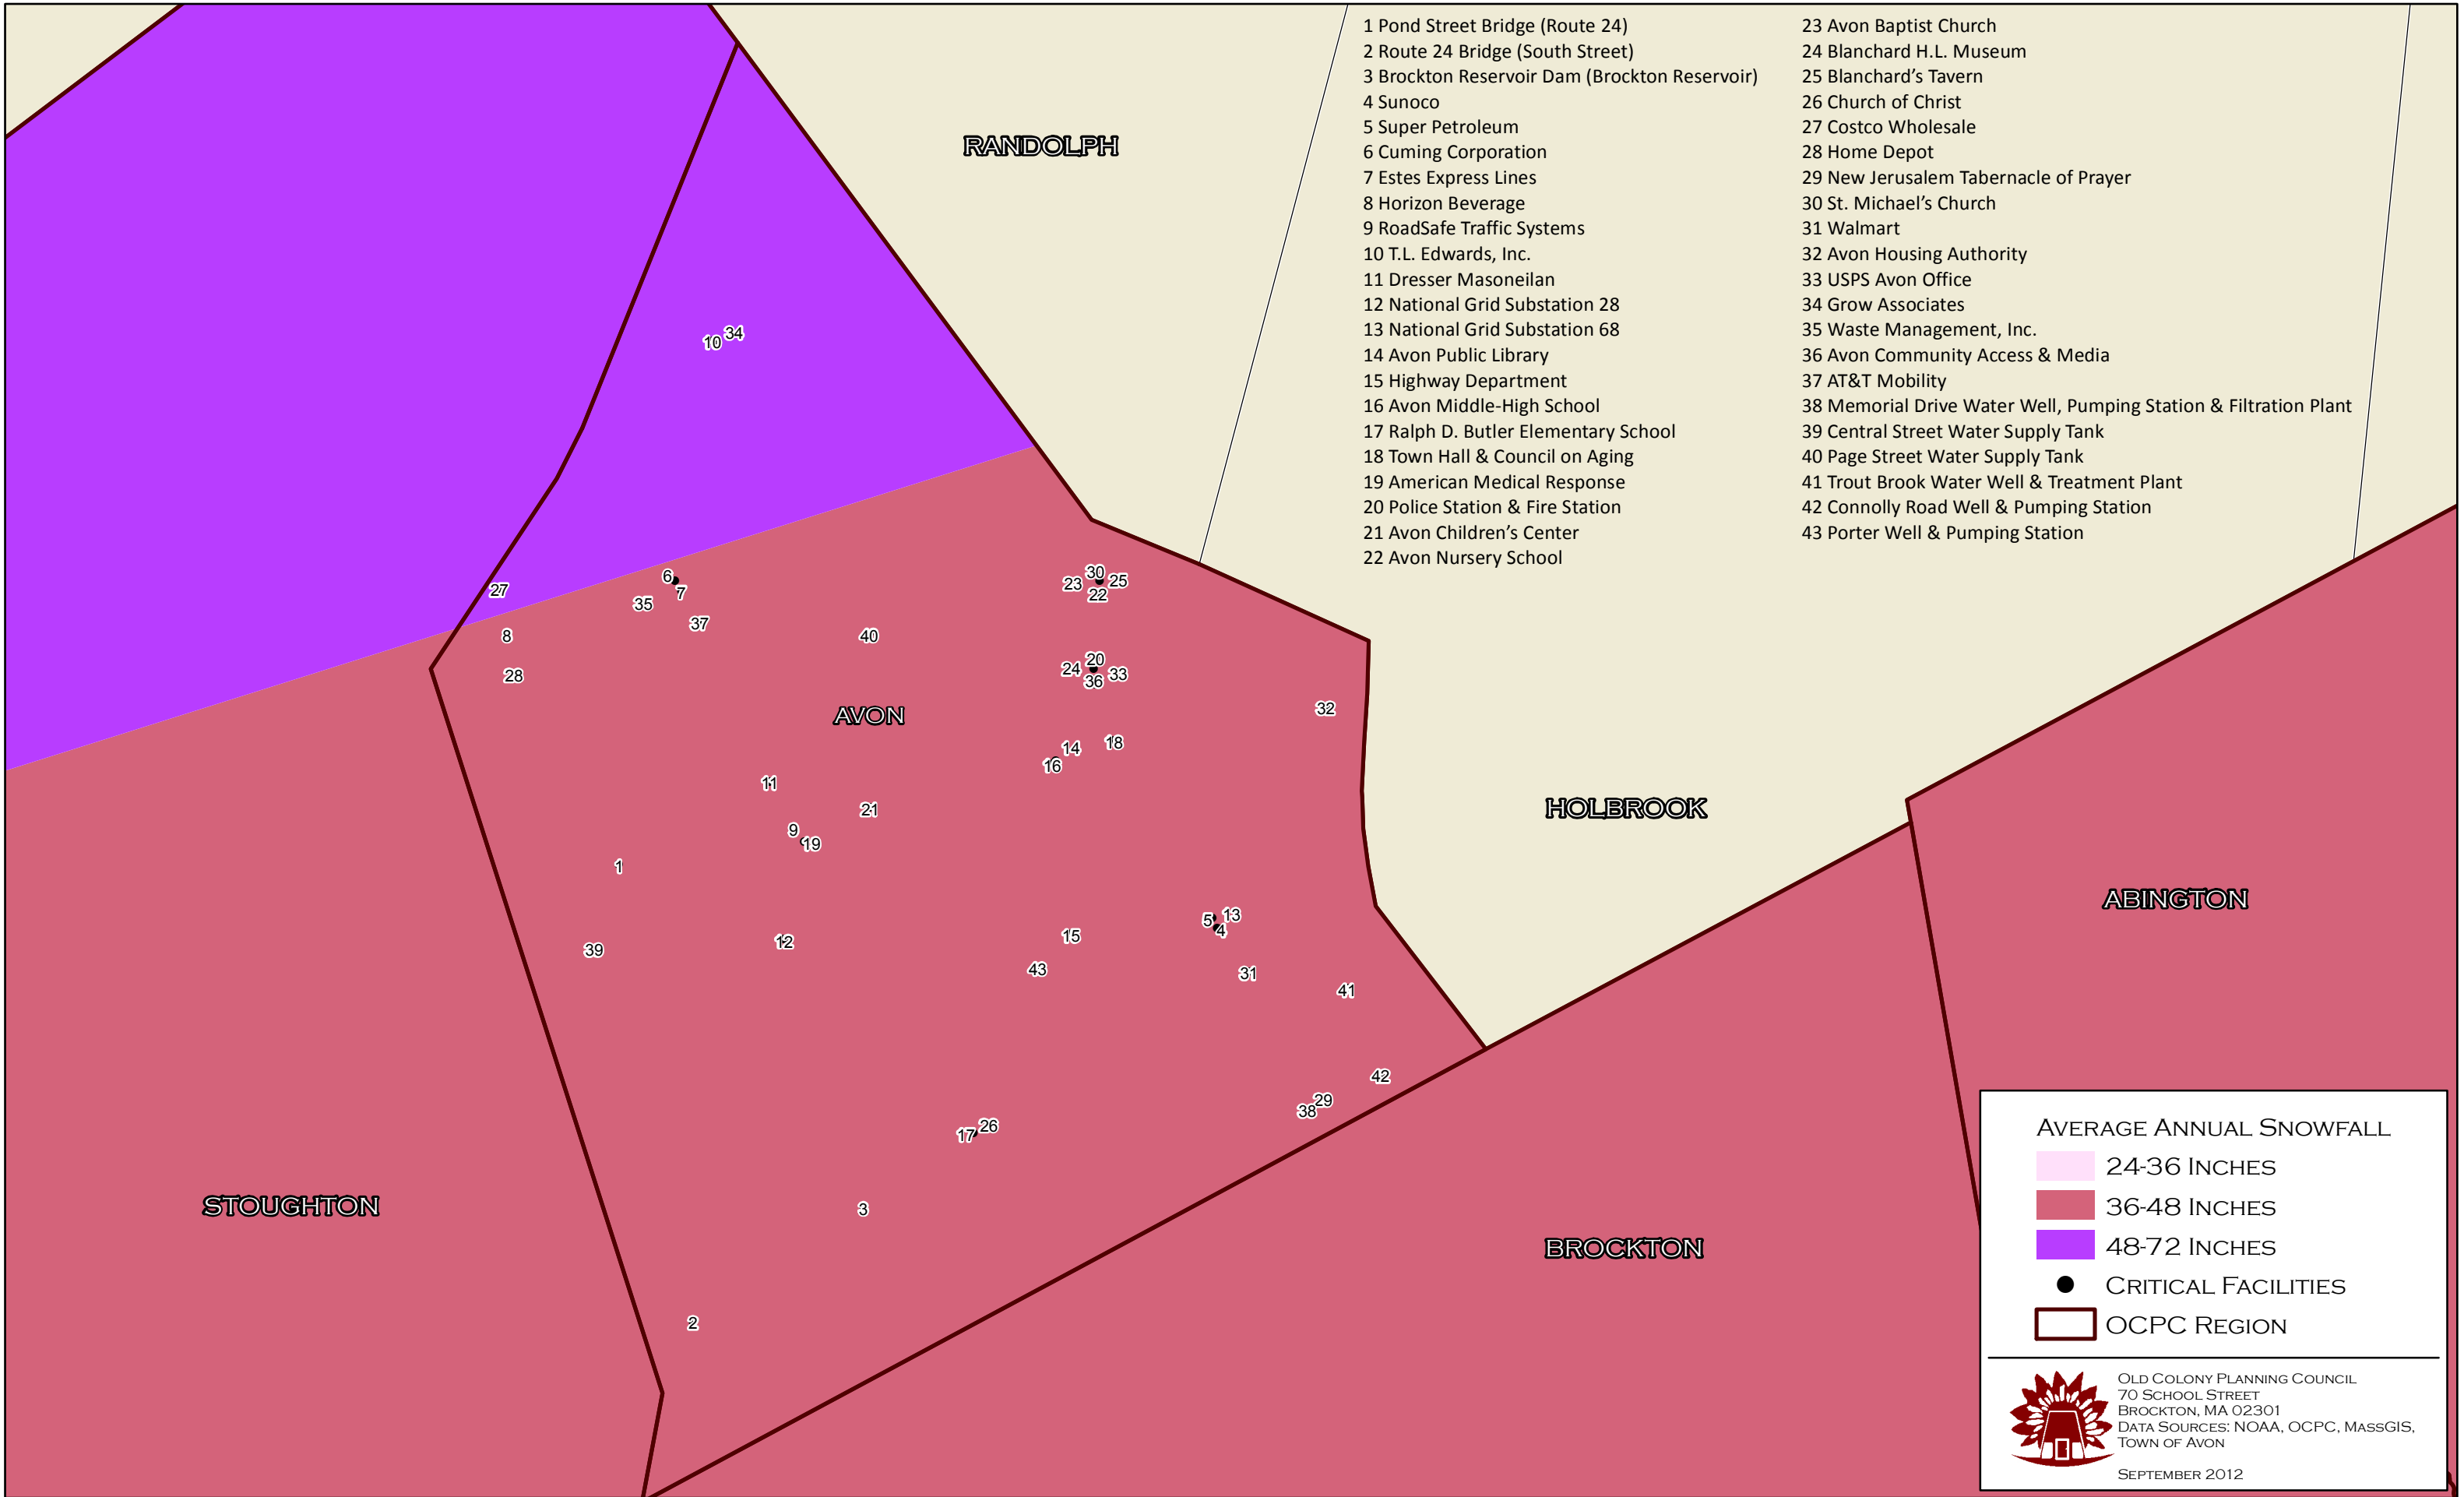 1 Pond Street Bridge (Route 24)
2 Route 24 Bridge (South Street)
3 Brockton Reservoir Dam (Brockton Reservoir)
4 Sunoco
5 Super Petroleum
6 Cuming Corporation
7 Estes Express Lines
8 Horizon Beverage
9 RoadSafe Traffic Systems
10 T.L. Edwards, Inc.
11 Dresser Masoneilan
12 National Grid Substation 28
13 National Grid Substation 68
14 Avon Public Library
15 Highway Department
16 Avon Middle-High School
17 Ralph D. Butler Elementary School
18 Town Hall & Council on Aging
19 American Medical Response
20 Police Station & Fire Station
21 Avon Children's Center
22 Avon Nursery School
23 Avon Baptist Church
24 Blanchard H.L. Museum
25 Blanchard's Tavern
26 Church of Christ
27 Costco Wholesale
28 Home Depot
29 New Jerusalem Tabernacle of Prayer
30 St. Michael's Church
31 Walmart
32 Avon Housing Authority
33 USPS Avon Office
34 Grow Associates
35 Waste Management, Inc.
36 Avon Community Access & Media
37 AT&T Mobility
38 Memorial Drive Water Well, Pumping Station & Filtration Plant
39 Central Street Water Supply Tank
40 Page Street Water Supply Tank
41 Trout Brook Water Well & Treatment Plant
42 Connolly Road Well & Pumping Station
43 Porter Well & Pumping Station
RANDOLPH
34
10
30
6
25
23
27
7
22
35
37
8
40
20
24
33
28
36
32
AVON
18
14
16
11
HOLBROOK
21
9
19
1
ABINGTON
13
5
4
15
12
39
43
31
41
42
29
38
26
17
STOUGHTON
3
BROCKTON
2
AVERAGE ANNUAL SNOWFALL
24-36 INCHES
36-48 INCHES
48-72 INCHES
CRITICAL FACILITIES
OCPC REGION
OLD COLONY PLANNING COUNCIL
70 SCHOOL STREET
BROCKTON, MA 02301
DATA SOURCES: NOAA, OCPC, MASSGIS,
TOWN OF AVON
SEPTEMBER 2012